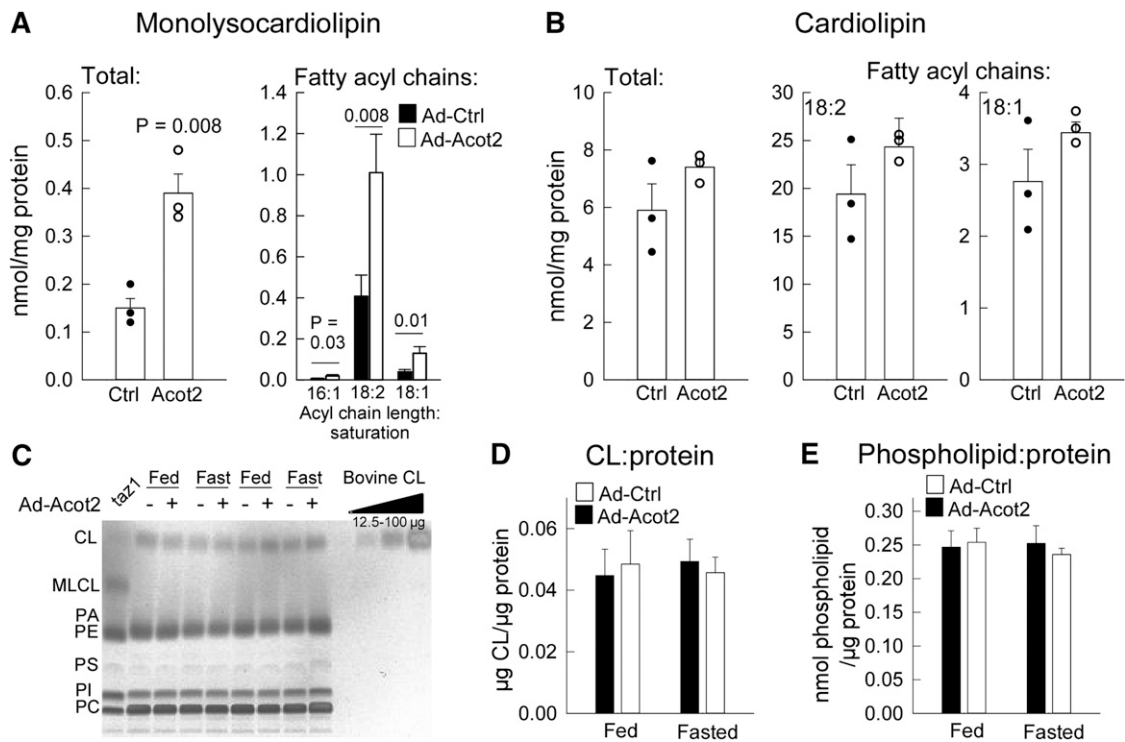 A Monolysocardiolipin
Total:
Fatty acyl chains:
nmol/mg protein
0.6
0.5
0.4
0.3
0.2
0.1
0.0
P = 0.008
Ctrl Acot2
1.4
1.2
1.0
0.8
0.6
0.4
0.2
0.0
0.008
Ad-Ctrl
Ad-Acot2
P =
0.03
0.01
16:1 18:2 18:1
Acyl chain length:
saturation
B Cardiolipin
Total:
Fatty acyl chains:
nmol/mg protein
10
8
6
4
2
0
Ctrl Acot2
30
25
20
15
10
5
0
18:2
Ctrl Acot2
4
3
2
1
0
18:1
Ctrl Acot2
C
taz1
Fed Fast Fed Fast
Bovine CL
Ad-Acot2 - + - + - + - +
12.5-100 µg
CL
MLCL
PA
PE
PS
PI
PC
D CL:protein
Ad-Ctrl
Ad-Acot2
µg CL/µg protein
0.06
0.04
0.02
0.00
Fed Fasted
E Phospholipid:protein
Ad-Ctrl
Ad-Acot2
nmol phospholipid
/µg protein
0.30
0.25
0.20
0.15
0.10
0.05
0.00
Fed Fasted